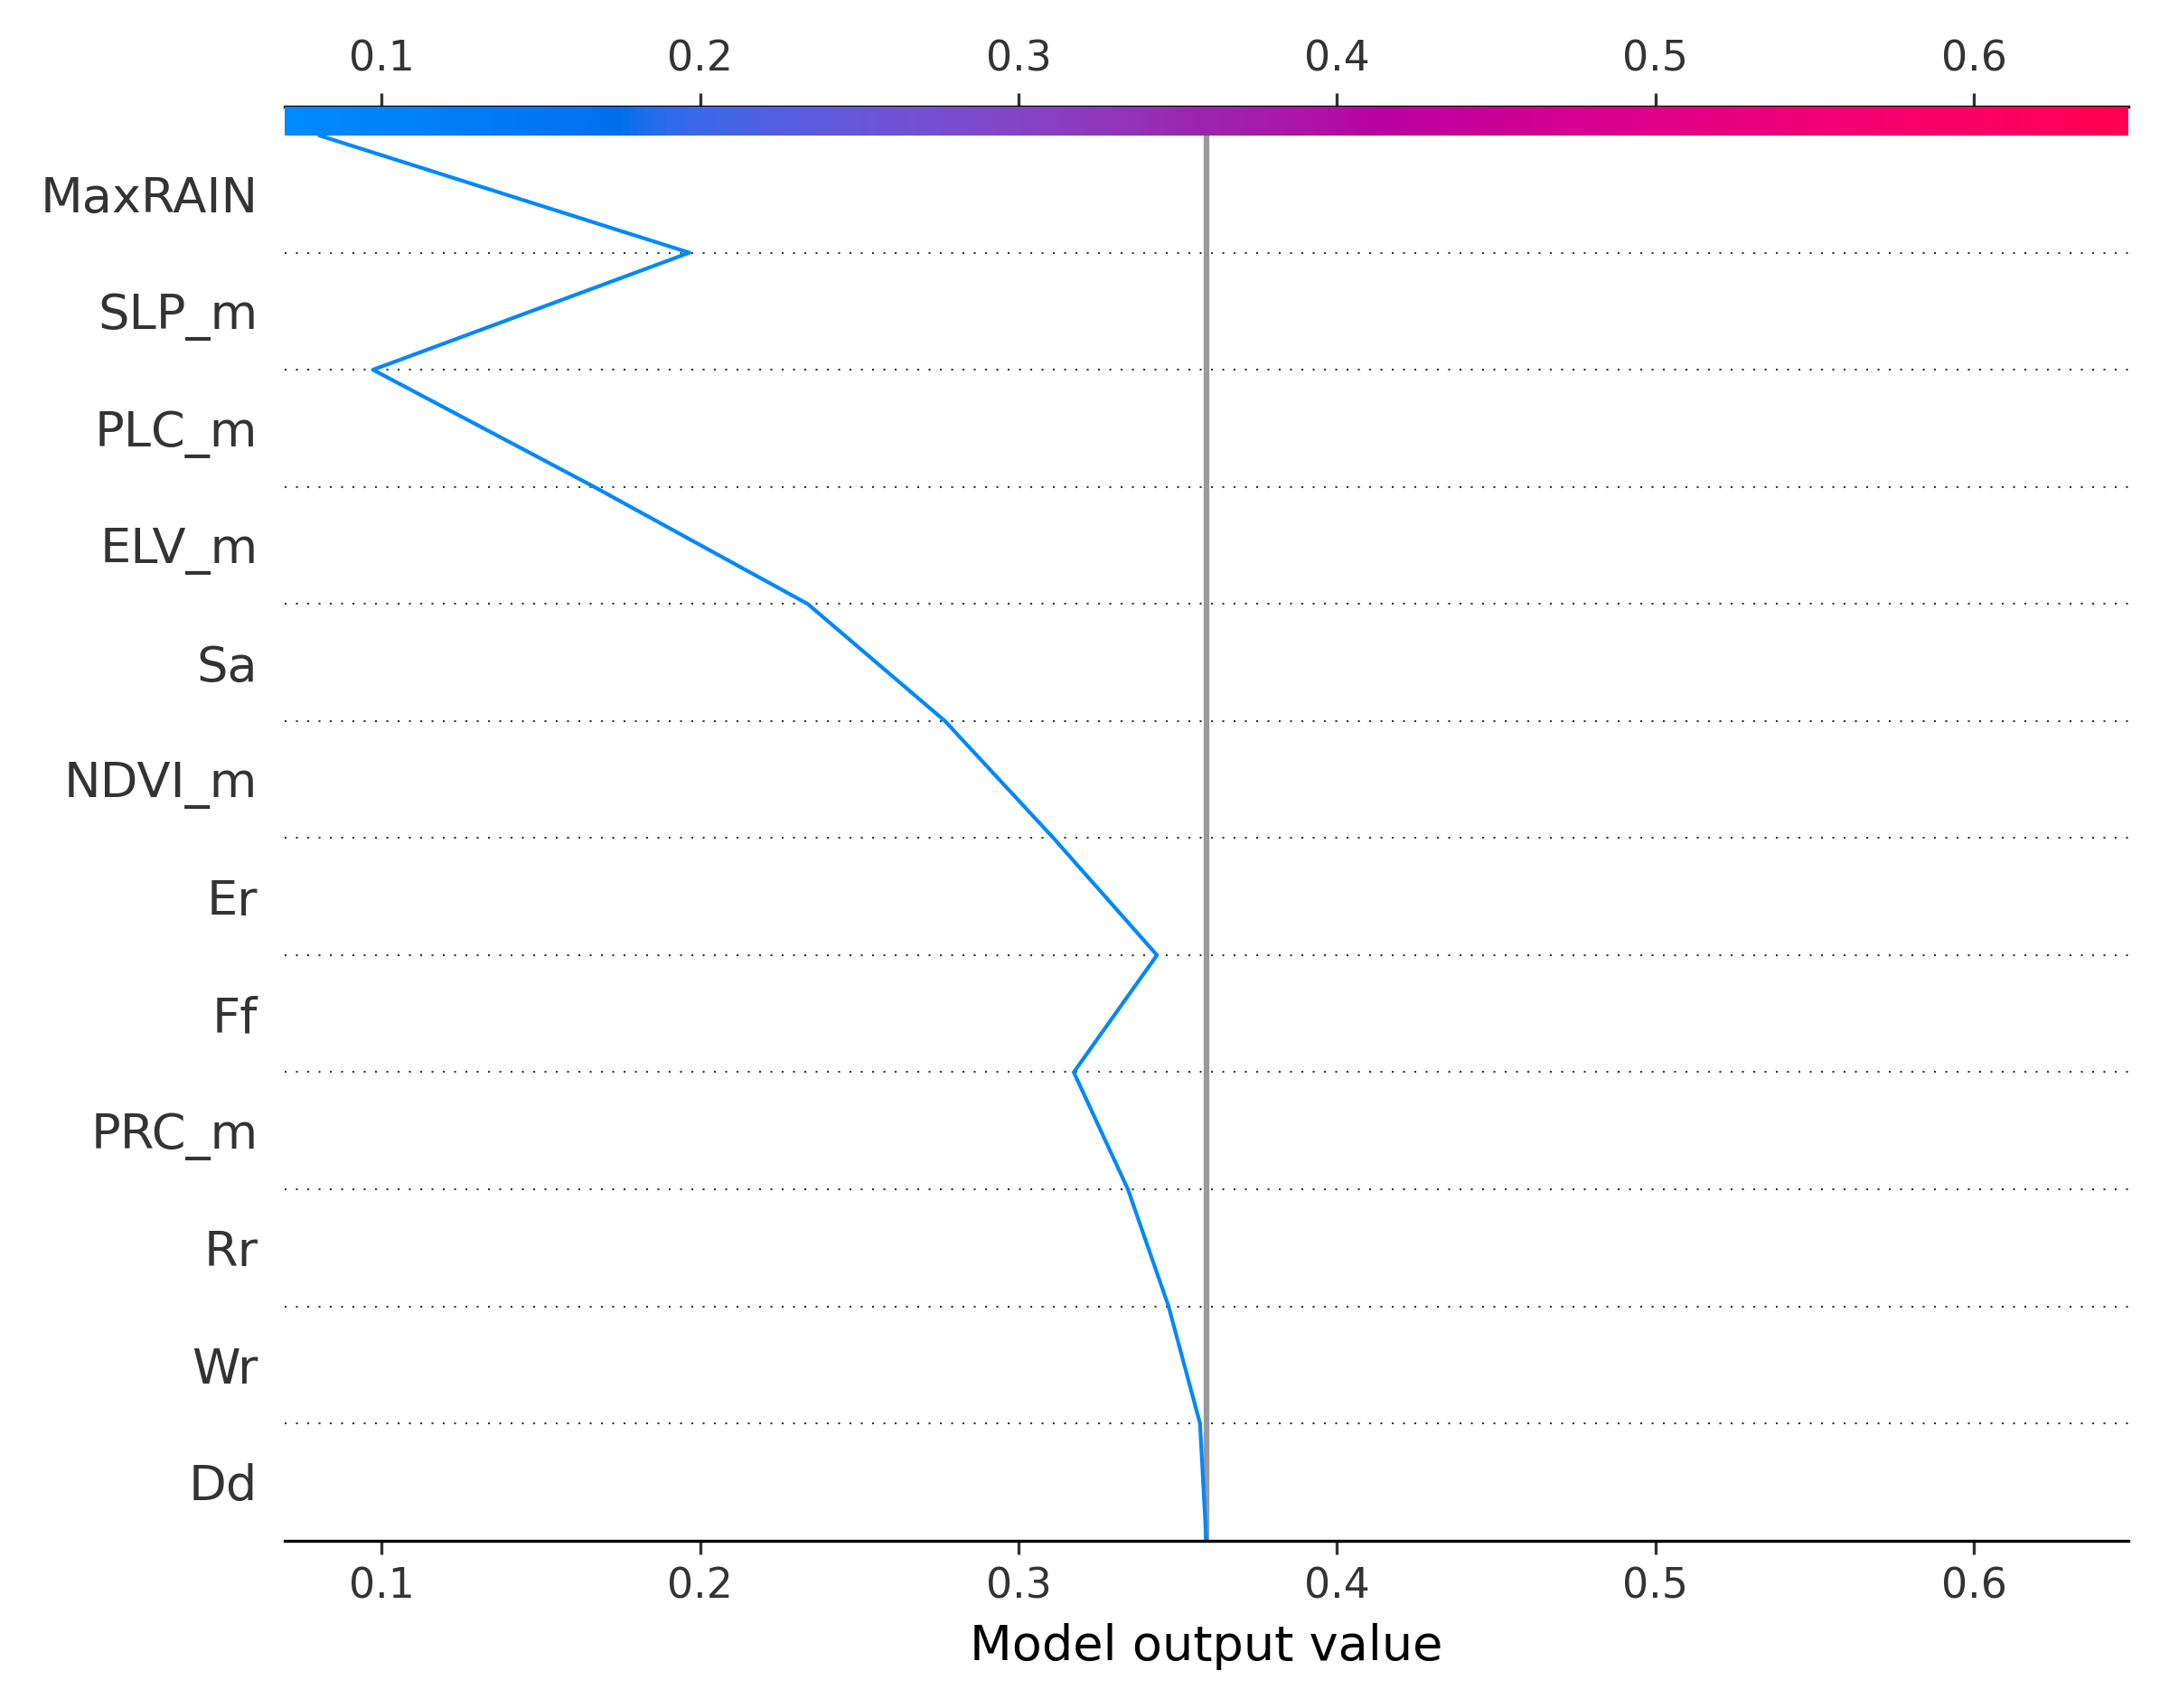 0.1 0.2 0.3 0.4 0.5 0.6
MaxRAIN
SLP_m
PLC_m
ELV_m
Sa
NDVI_m
Er
Ff
PRC_m
Rr
Wr
Dd
0.1 0.2 0.3 0.4 0.5 0.6
Model output value